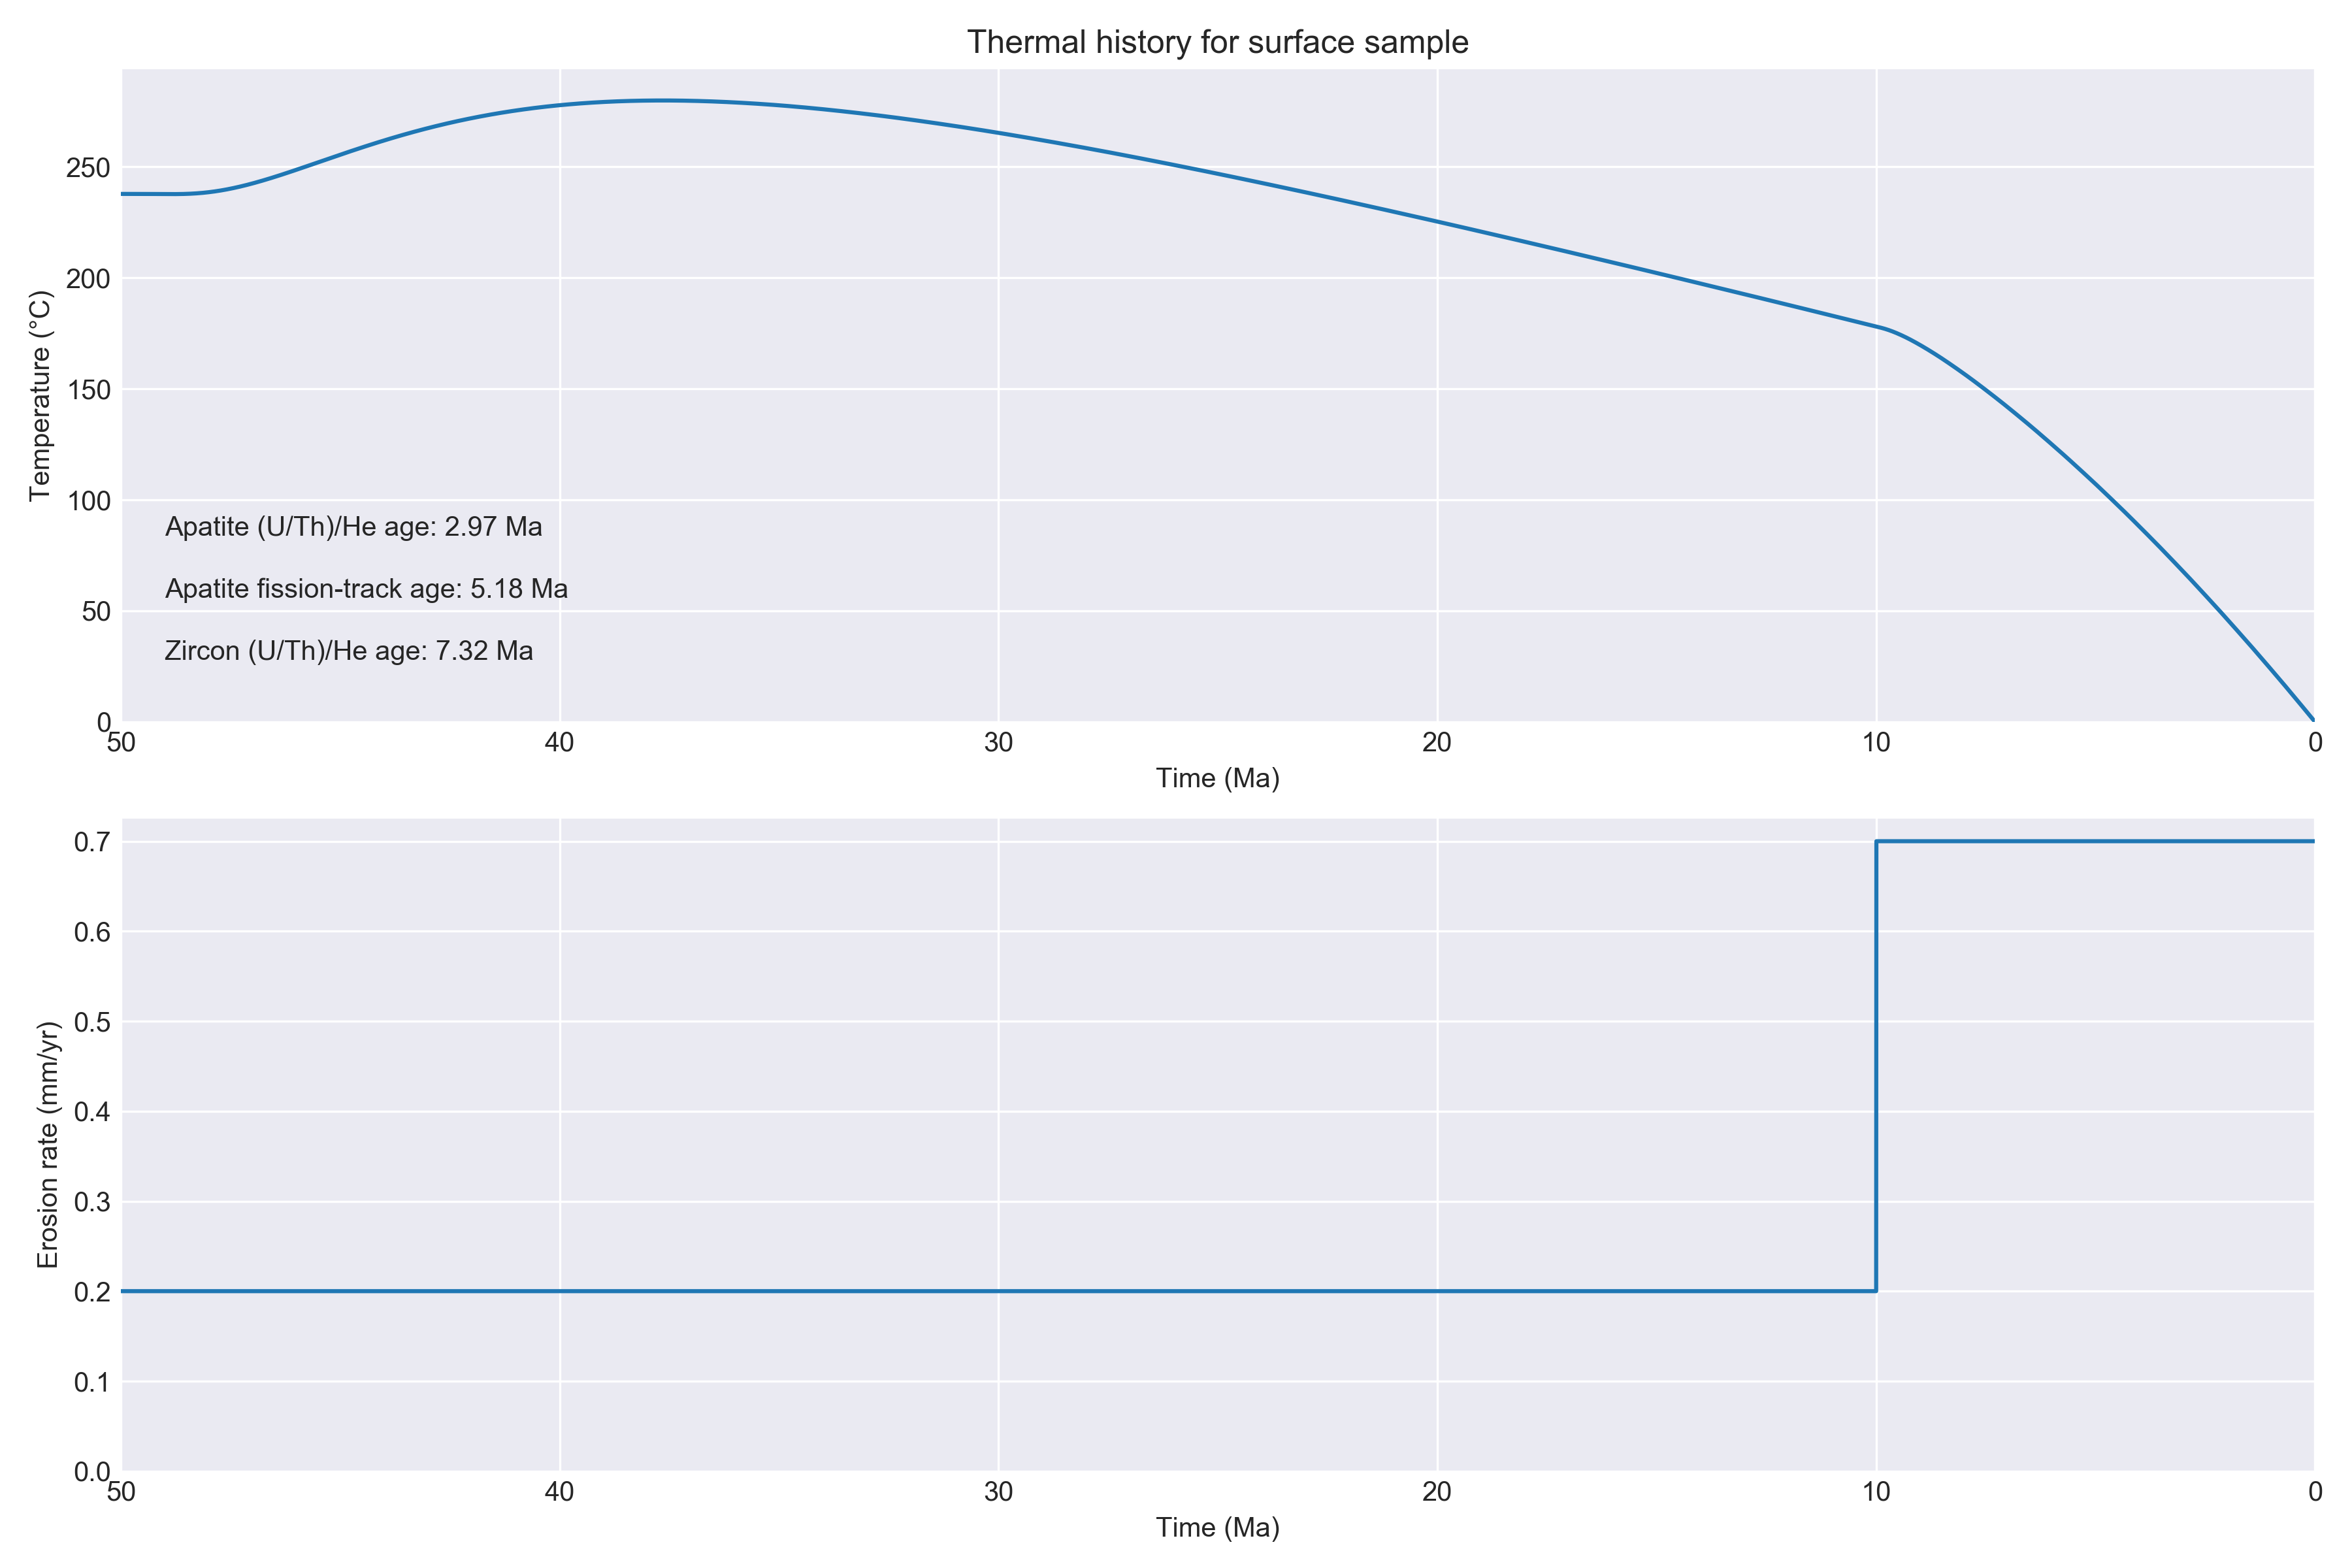 Thermal history for surface sample
Temperature (°C)
250
200
150
100
50
0
Apatite (U/Th)/He age: 2.97 Ma
Apatite fission-track age: 5.18 Ma
Zircon (U/Th)/He age: 7.32 Ma
50 40 30 20 10 0
Time (Ma)
Erosion rate (mm/yr)
0.7
0.6
0.5
0.4
0.3
0.2
0.1
0.0
50 40 30 20 10 0
Time (Ma)